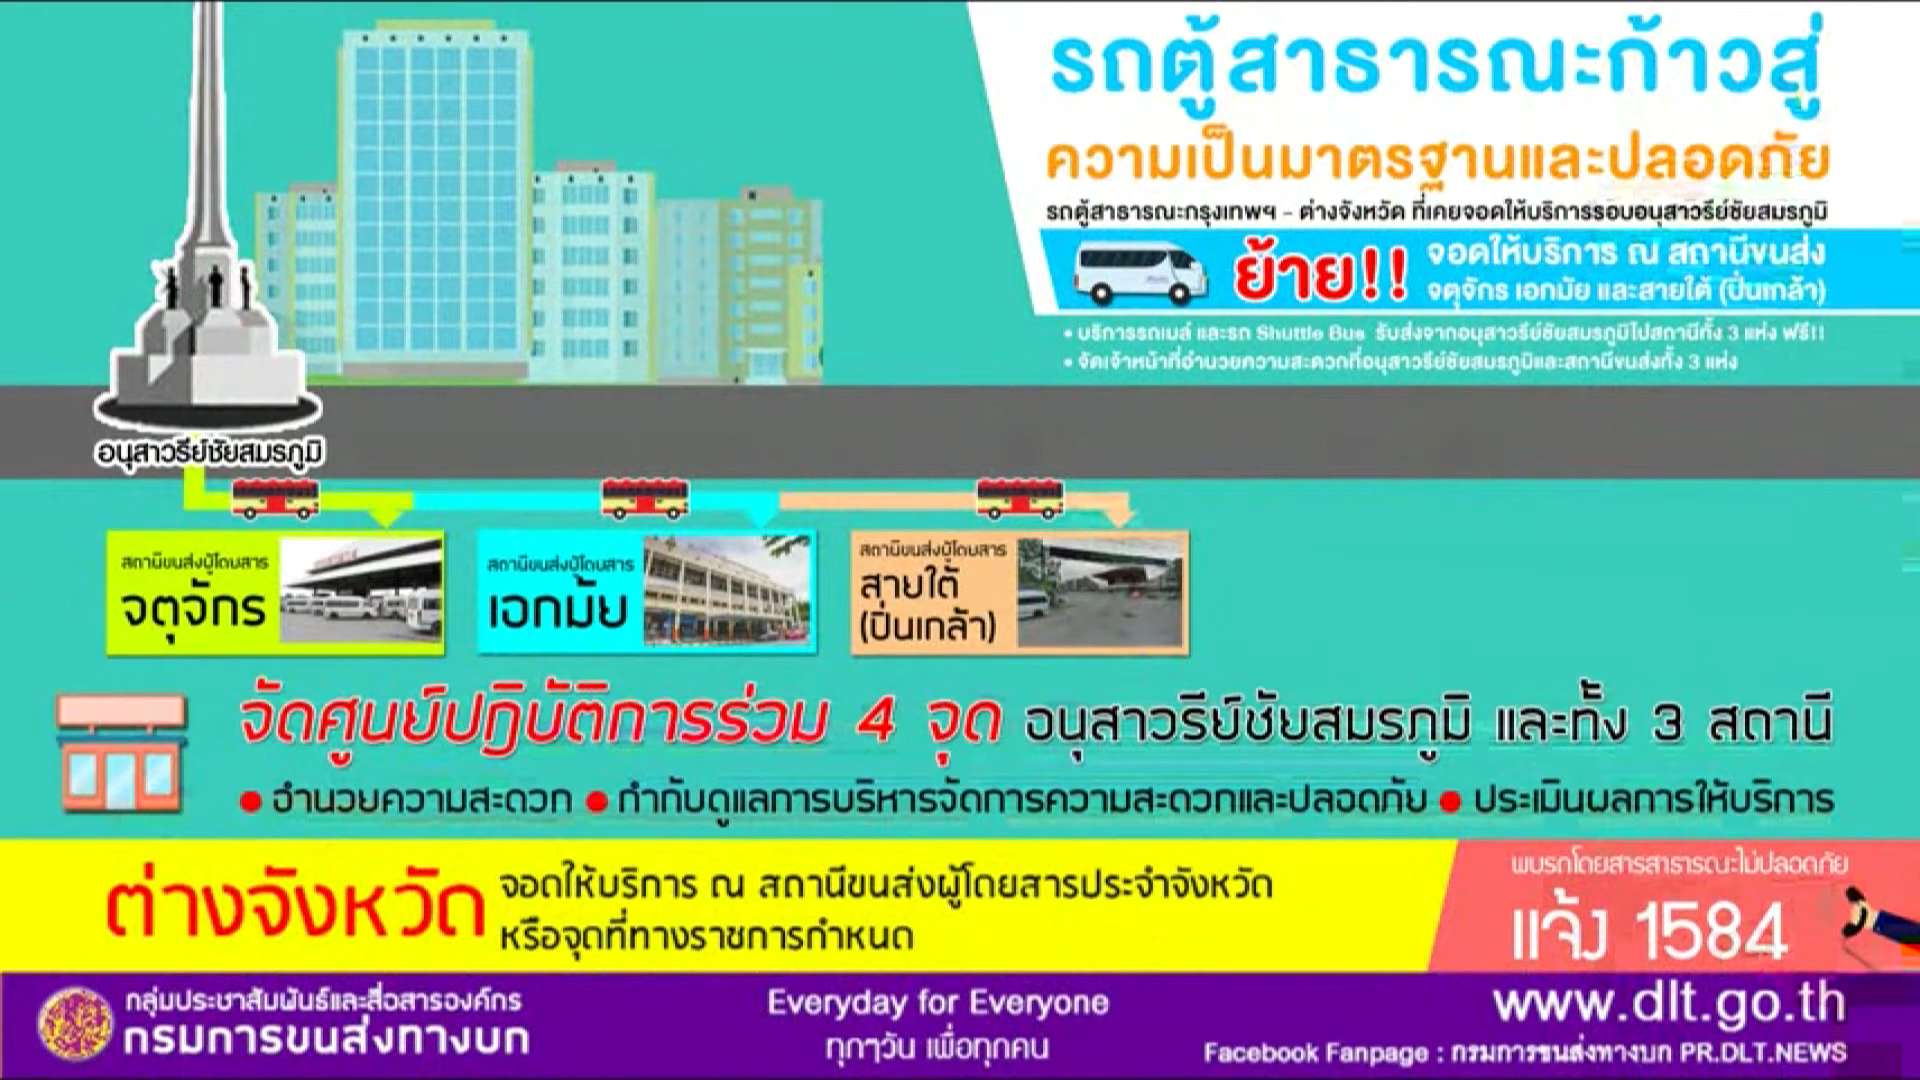 รถตู้สาธารณะก้าวสู่
ความเป็นมาตรฐานและปลอดภัย
รถตู้สาธารณะกรุงเทพฯ - ต่างจังหวัด ที่เคยจอดให้บริการรอบอนุสาวรีย์ชัยสมรภูมิ
ย้าย!!
จอดให้บริการ ณ สถานีขนส่ง
จตุจักร เอกมัย และสายใต้ (ปิ่นเกล้า)
• บริการรถเมล์ และรถ Shuttle Bus รับส่งจากอนุสาวรีย์ชัยสมรภูมิไปสถานีทั้ง 3 แห่ง ฟรี!!
• จัดเจ้าหน้าที่อำนวยความสะดวกที่อนุสาวรีย์ชัยสมรภูมิและสถานีขนส่งทั้ง 3 แห่ง
อนุสาวรีย์ชัยสมรภูมิ
สถานีขนส่งผู้โดยสาร
จตุจักร
สถานีขนส่งผู้โดยสาร
เอกมัย
สถานีขนส่งผู้โดยสาร
สายใต้
(ปิ่นเกล้า)
จัดศูนย์ปฏิบัติการร่วม 4 จุด อนุสาวรีย์ชัยสมรภูมิ และทั้ง 3 สถานี
• อำนวยความสะดวก • กำกับดูแลการบริหารจัดการความสะดวกและปลอดภัย • ประเมินผลการให้บริการ
ต่างจังหวัด
จอดให้บริการ ณ สถานีขนส่งผู้โดยสารประจำจังหวัด
หรือจุดที่ทางราชการกำหนด
พบรถโดยสารสาธารณะไม่ปลอดภัย
แจ้ง 1584
กลุ่มประชาสัมพันธ์และสื่อสารองค์กร
กรมการขนส่งทางบก
Everyday for Everyone
ทุกๆวัน เพื่อทุกคน
www.dlt.go.th
Facebook Fanpage : กรมการขนส่งทางบก PR.DLT.NEWS